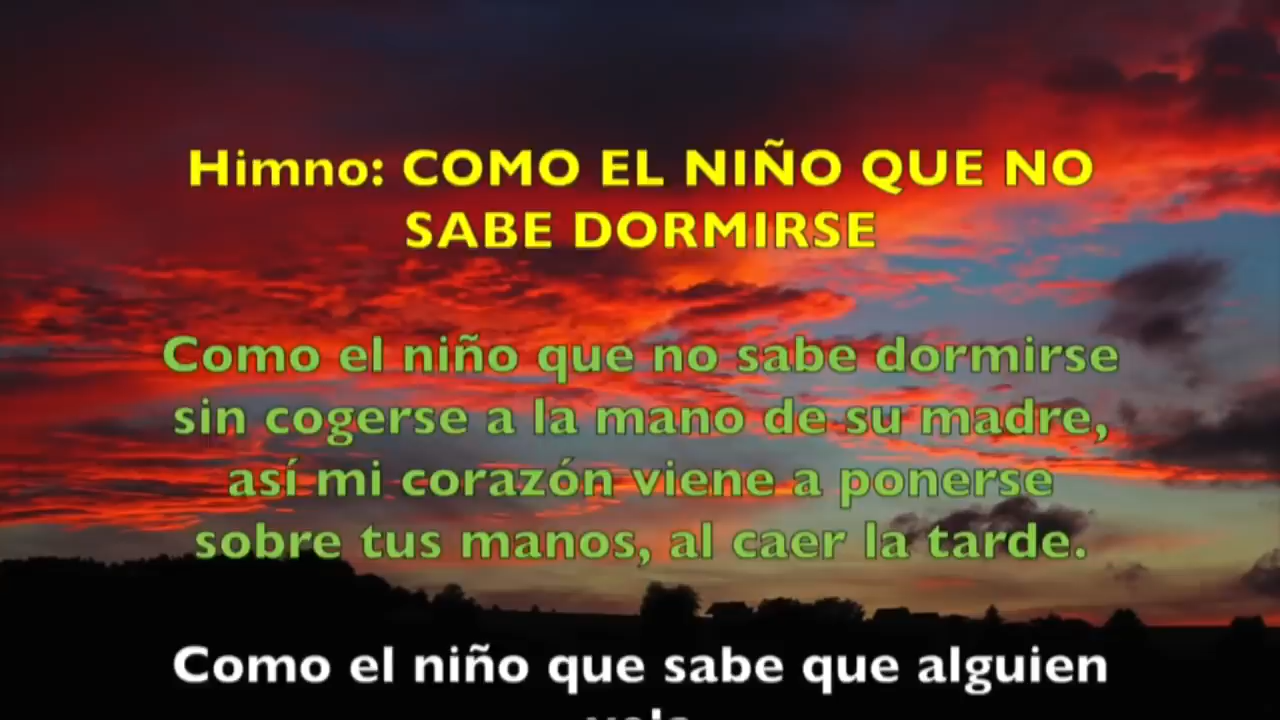 Himno: COMO EL NIÑO QUE NO
SABE DORMIRSE
Como el niño que no sabe dormirse
sin cogerse a la mano de su madre,
así mi corazón viene a ponerse
sobre tus manos, al caer la tarde.
Como el niño que sabe que alguien